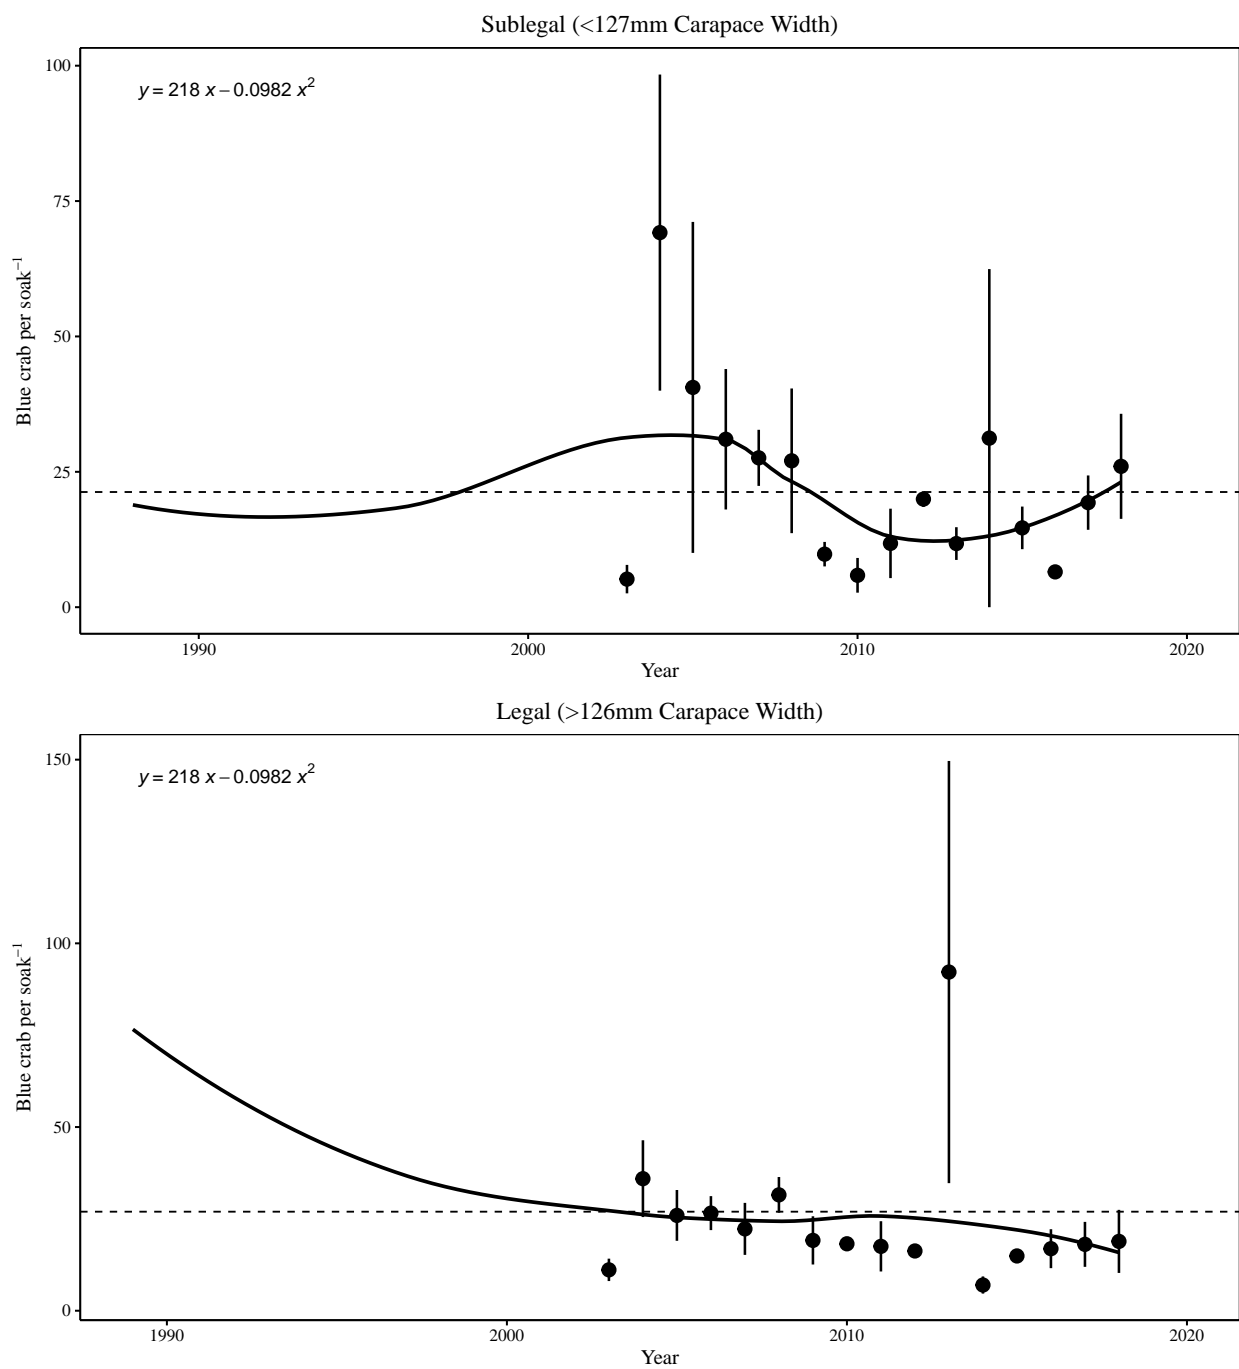 Sublegal (<127mm Carapace Width)
100
75
50
25
0
Blue crab per soak⁻¹
y = 218 x – 0.0982 x²
1990
2000
2010
2020
Year
Legal (>126mm Carapace Width)
150
100
50
0
Blue crab per soak⁻¹
y = 218 x – 0.0982 x²
1990
2000
2010
2020
Year